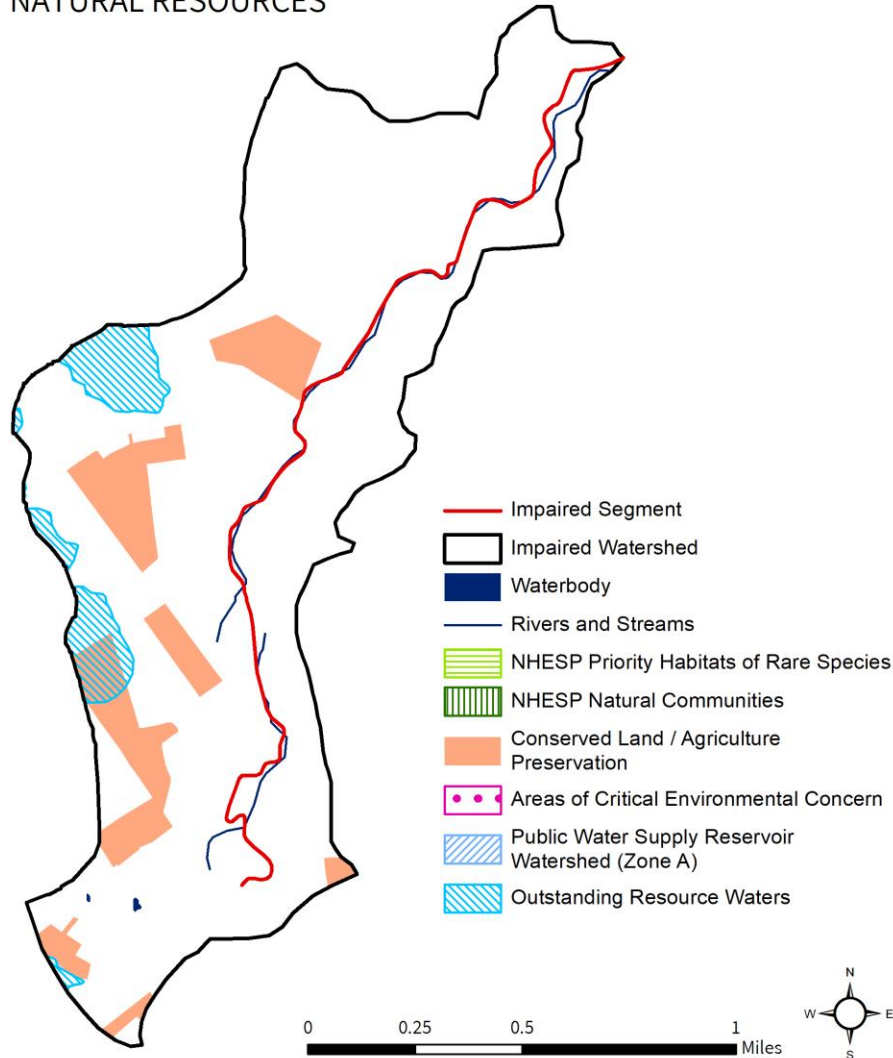 NATURAL RESOURCES
Impaired Segment
Impaired Watershed
Waterbody
Rivers and Streams
NHESP Priority Habitats of Rare Species
NHESP Natural Communities
Conserved Land / Agriculture
Preservation
Areas of Critical Environmental Concern
Public Water Supply Reservoir
Watershed (Zone A)
Outstanding Resource Waters
N
W E
S
0 0.25 0.5 1
Miles